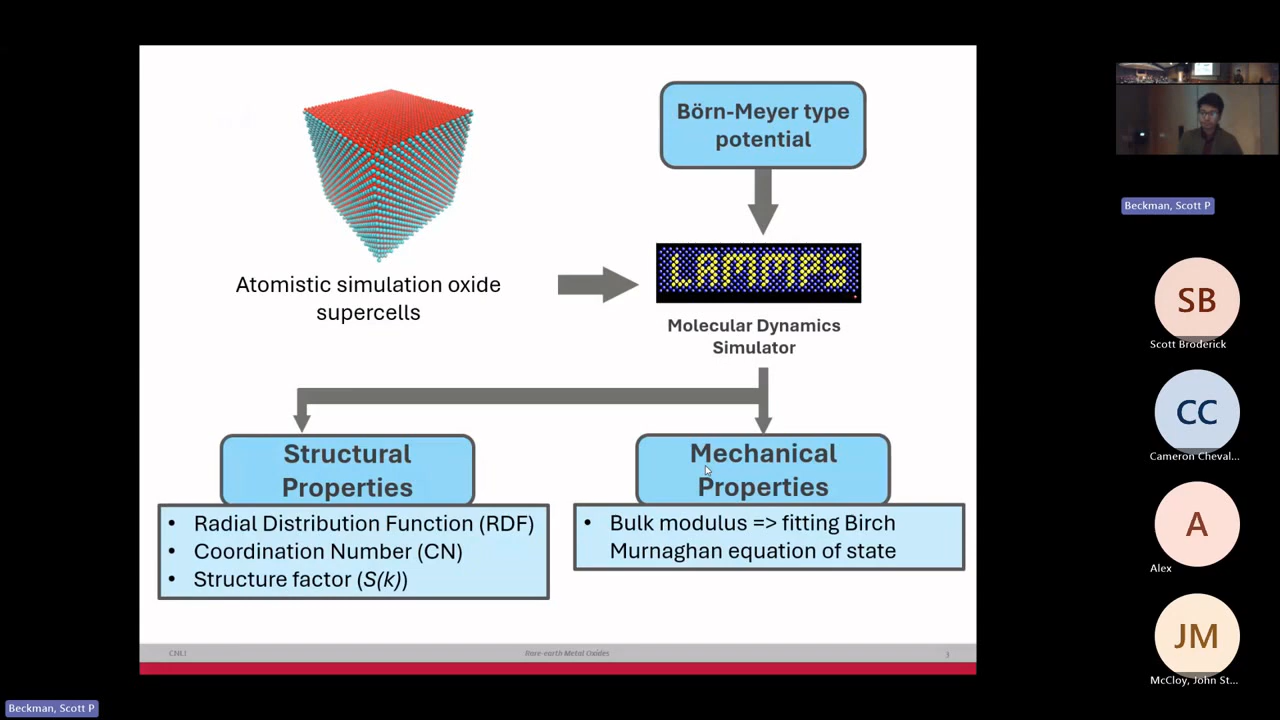 Börn-Meyer type
potential
LAMMPS
Atomistic simulation oxide
supercells
Molecular Dynamics
Simulator
Structural
Properties
• Radial Distribution Function (RDF)
• Coordination Number (CN)
• Structure factor (S(k))
Mechanical
Properties
• Bulk modulus => fitting Birch
Murnaghan equation of state
Rare-earth Metal Oxides
3
Beckman, Scott P
SB
Scott Broderick
CC
Cameron Cheval...
A
Alex
JM
McCloy, John St...
Beckman, Scott P